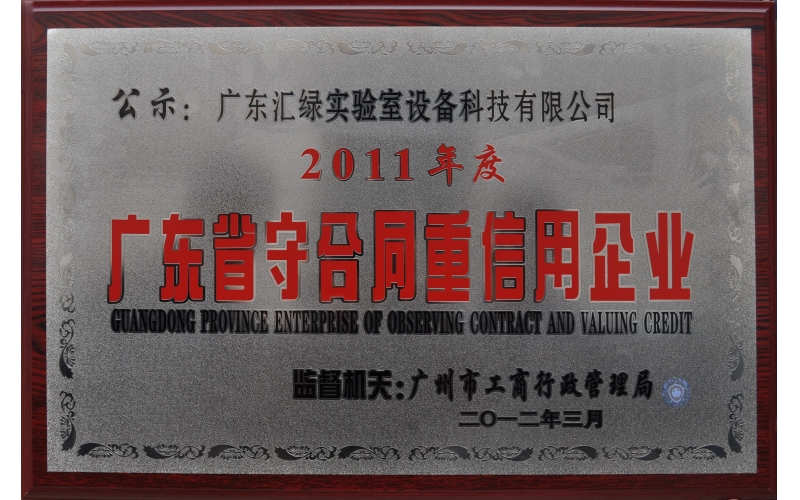 公示：广东汇绿实验室设备科技有限公司
2011年度
广东省守合同重信用企业
GUANGDONG PROVINCE ENTERPRISE OF OBSERVING CONTRACT AND VALUING CREDIT
监督机关：广州市工商行政管理局
二〇一二年三月